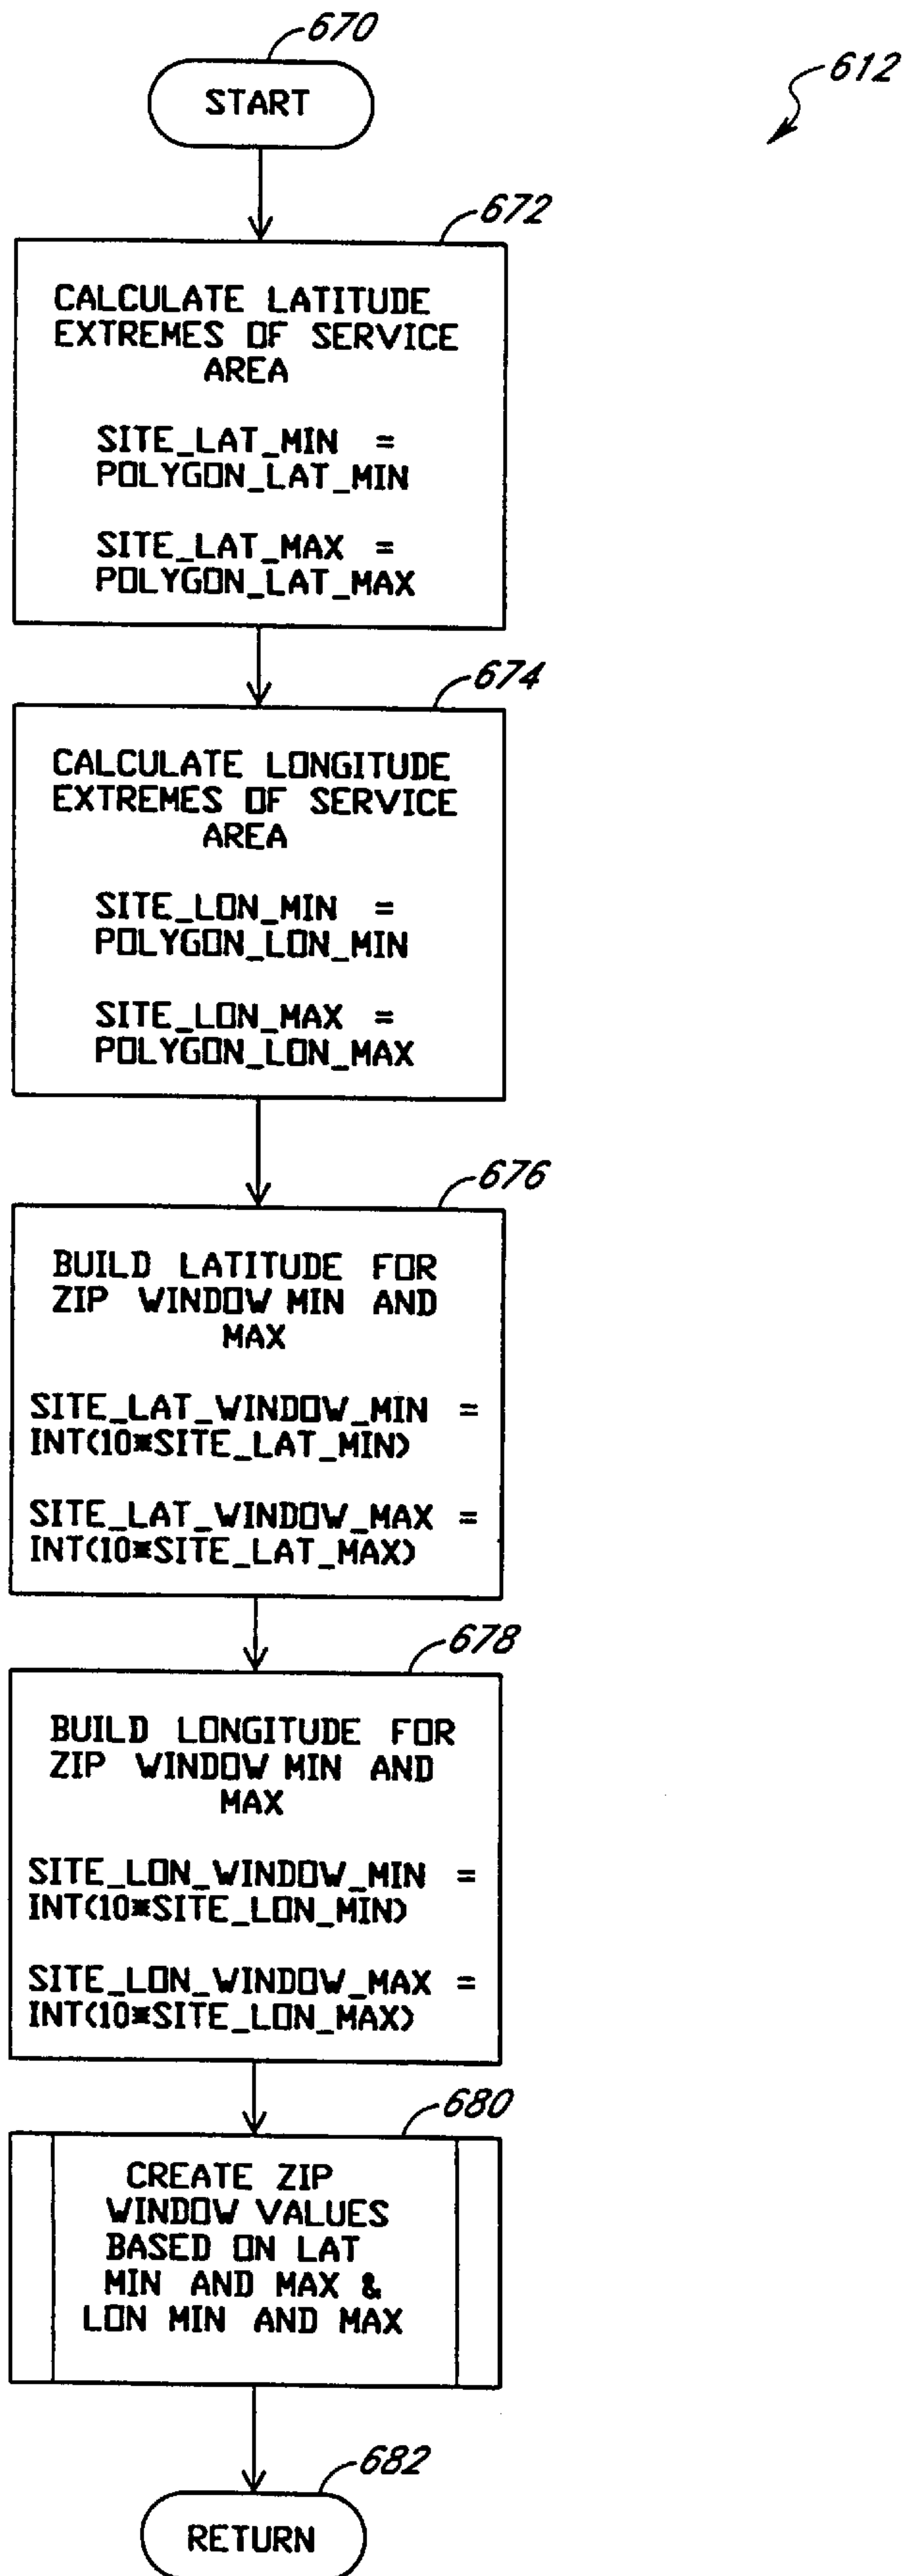 670
612
START
672
CALCULATE LATITUDE
EXTREMES OF SERVICE
AREA
SITE_LAT_MIN =
POLYGON_LAT_MIN
SITE_LAT_MAX =
POLYGON_LAT_MAX
674
CALCULATE LONGITUDE
EXTREMES OF SERVICE
AREA
SITE_LON_MIN =
POLYGON_LON_MIN
SITE_LON_MAX =
POLYGON_LON_MAX
676
BUILD LATITUDE FOR
ZIP WINDOW MIN AND
MAX
SITE_LAT_WINDOW_MIN =
INT(10*SITE_LAT_MIN)
SITE_LAT_WINDOW_MAX =
INT(10*SITE_LAT_MAX)
678
BUILD LONGITUDE FOR
ZIP WINDOW MIN AND
MAX
SITE_LON_WINDOW_MIN =
INT(10*SITE_LON_MIN)
SITE_LON_WINDOW_MAX =
INT(10*SITE_LON_MAX)
680
CREATE ZIP
WINDOW VALUES
BASED ON LAT
MIN AND MAX &
LON MIN AND MAX
682
RETURN